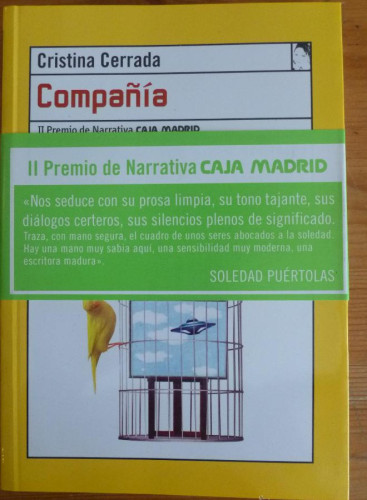 Cristina Cerrada
Compañía
II Premio de Narrativa CAJA MADRID
II Premio de Narrativa CAJA MADRID
«Nos seduce con su prosa limpia, su tono tajante, sus
diálogos certeros, sus silencios plenos de significado.
Traza, con mano segura, el cuadro de unos seres abocados a la soledad.
Hay una mano muy sabia aquí, una sensibilidad muy moderna, una
escritora madura».
SOLEDAD PUÉRTOLAS